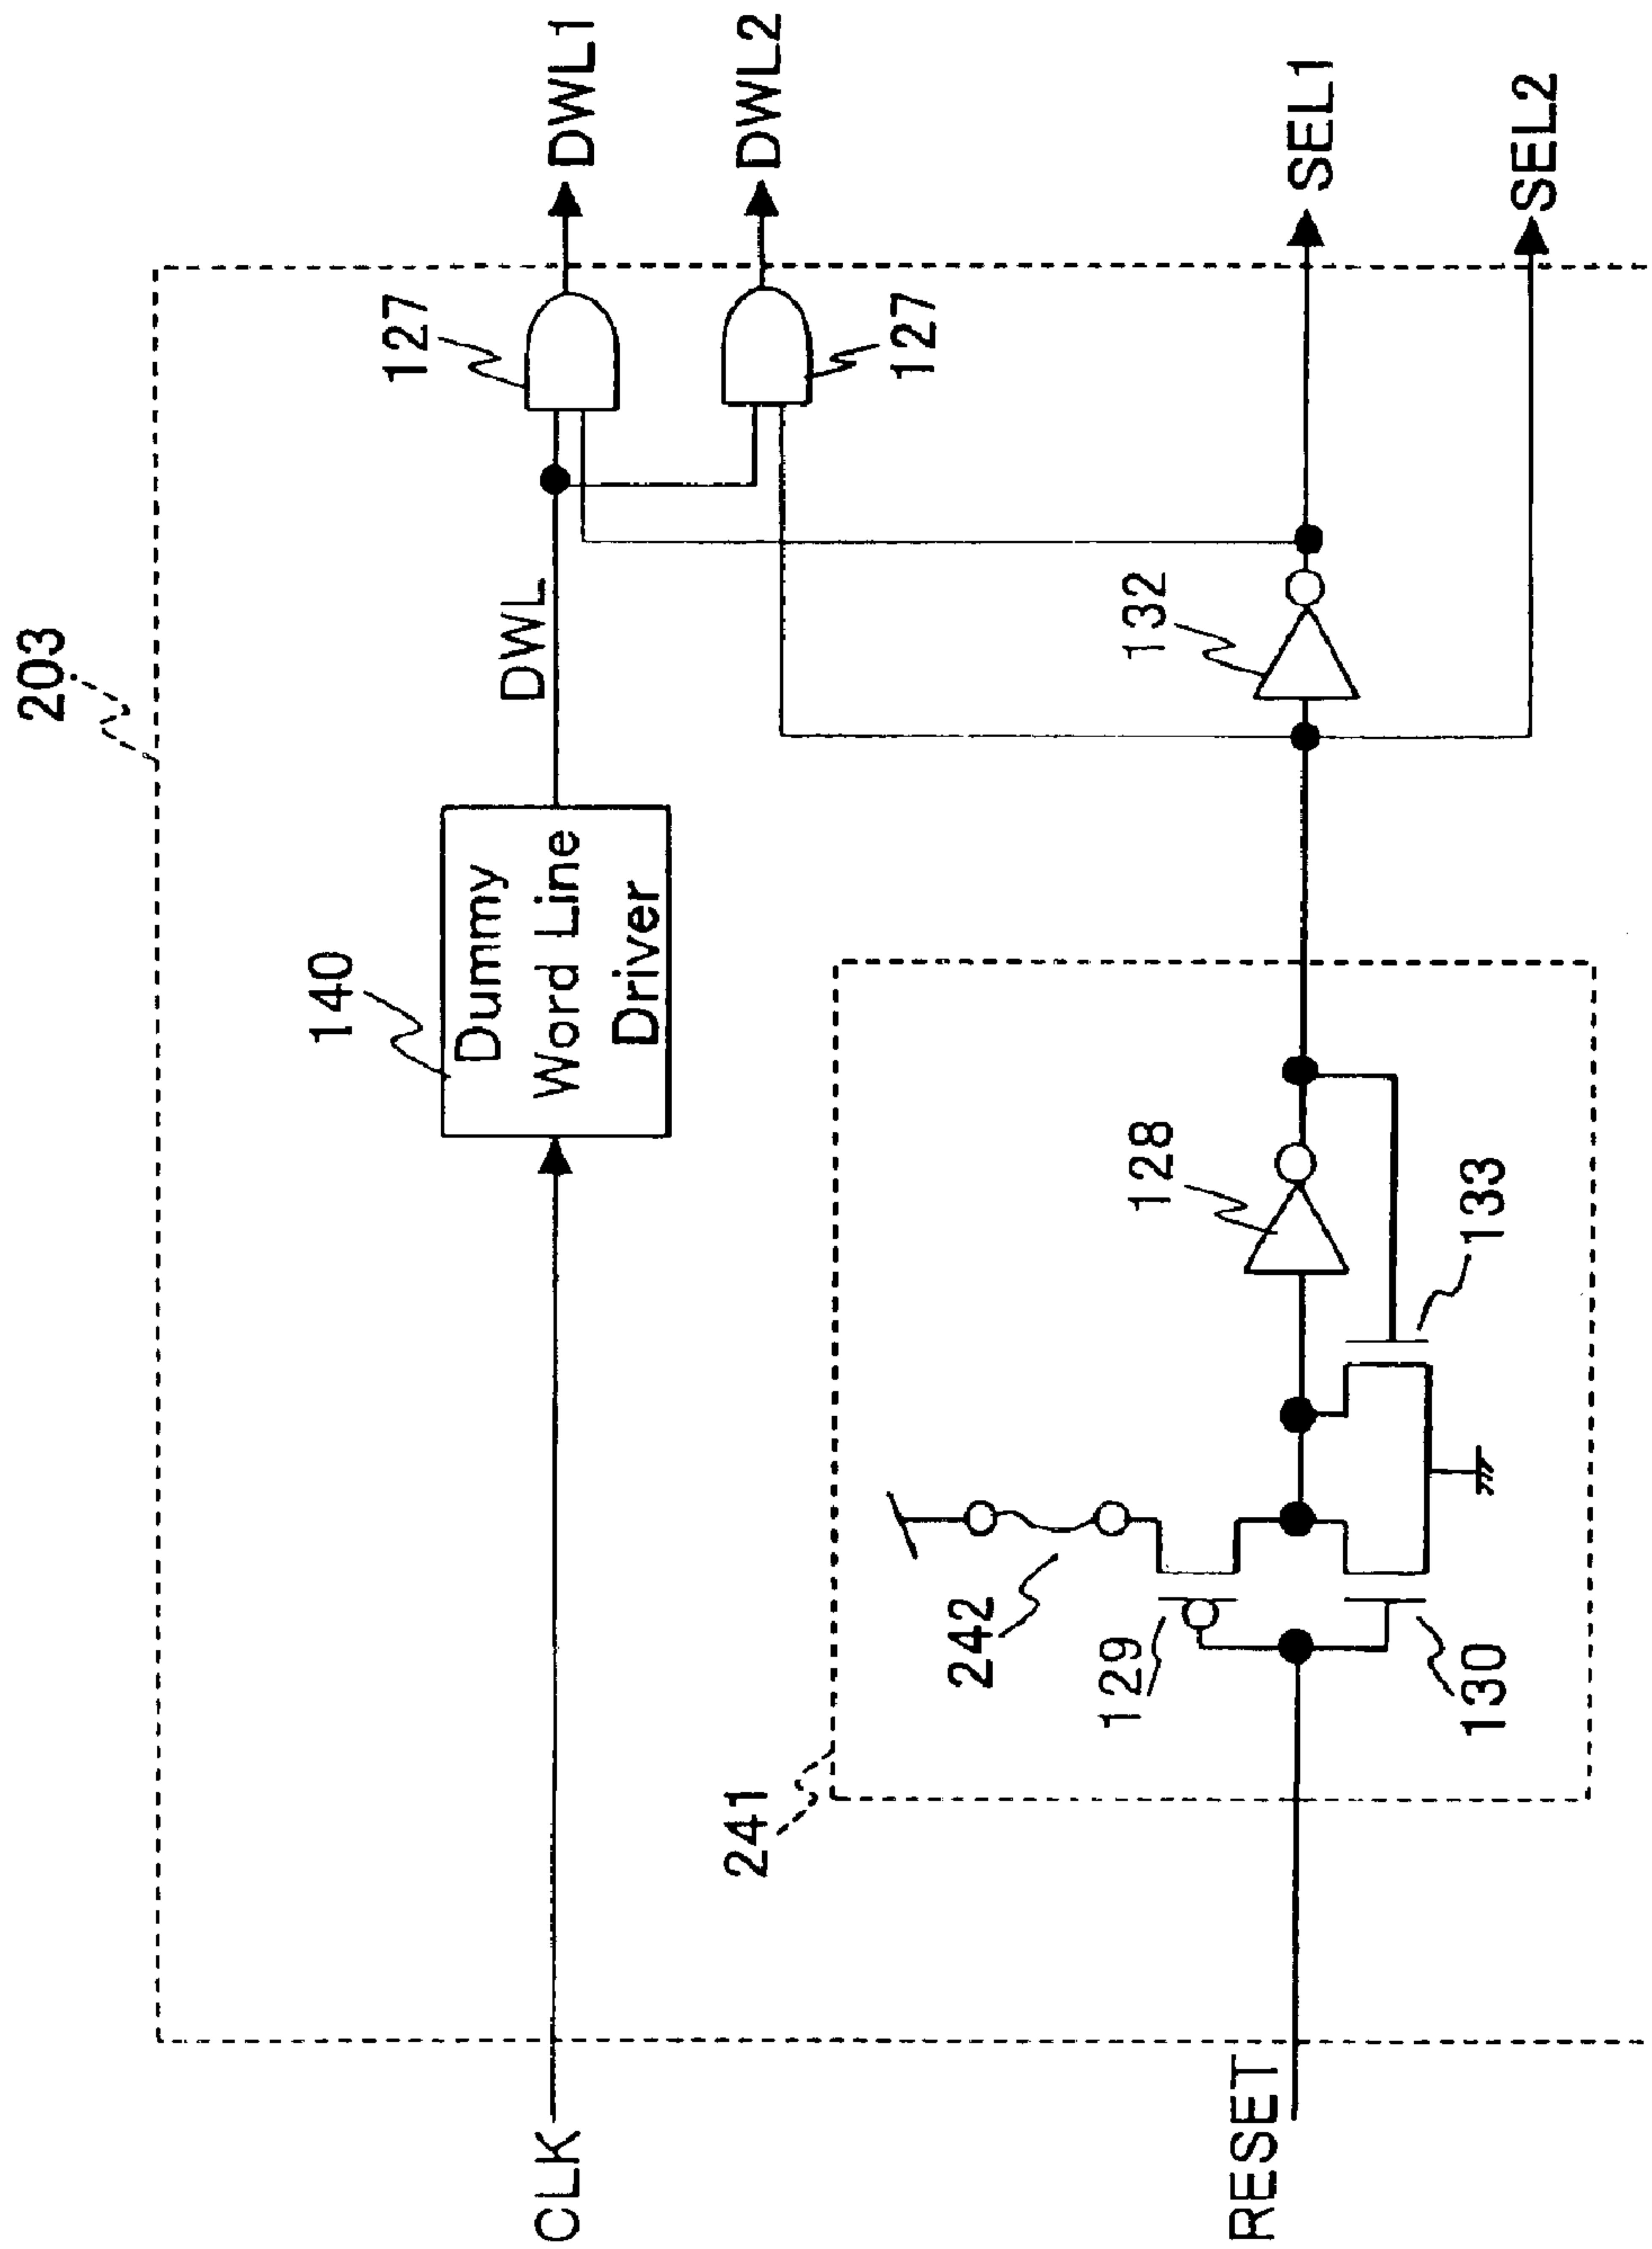 203
140
127
DWL1
CLK
Dummy
Word Line
Driver
DWL
DWL2
127
241
242
129
128
132
SEL1
RESET
130
133
SEL2